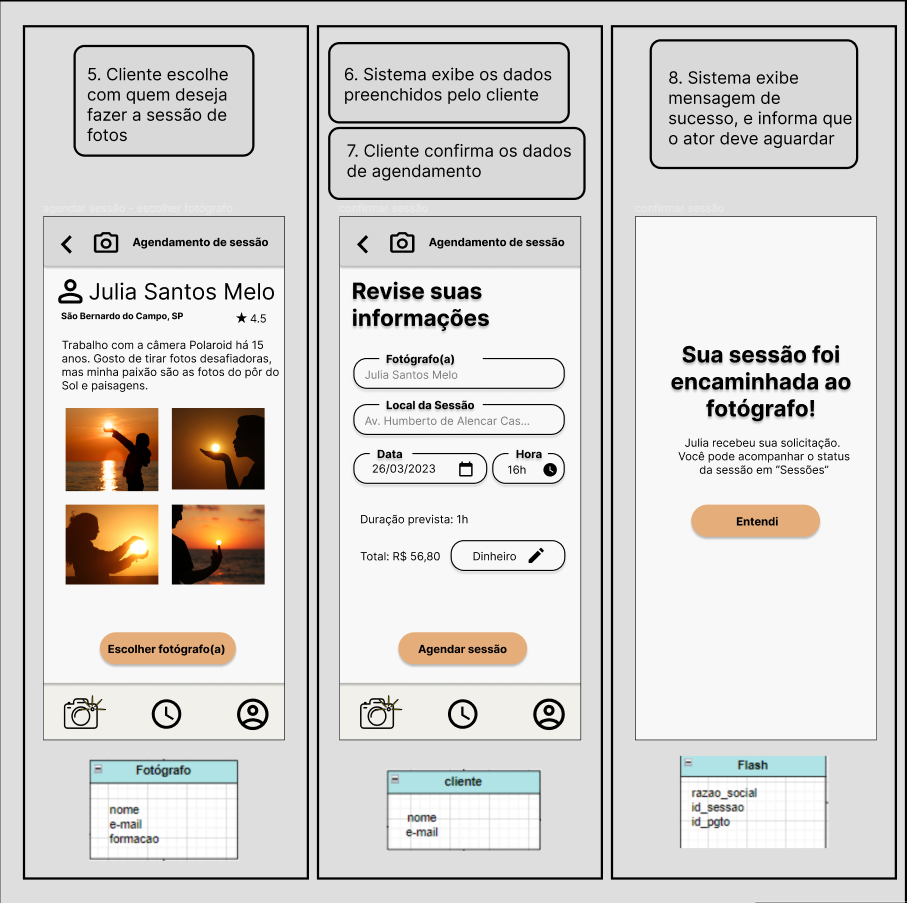 5. Cliente escolhe
com quem deseja
fazer a sessão de
fotos
agendar sessão - escolher fotógrafo
Agendamento de sessão
Julia Santos Melo
São Bernardo do Campo, SP
4.5
Trabalho com a câmera Polaroid há 15
anos. Gosto de tirar fotos desafiadoras,
mas minha paixão são as fotos do pôr do
Sol e paisagens.
Escolher fotógrafo(a)
Fotógrafo
nome
e-mail
formacao
6. Sistema exibe os dados
preenchidos pelo cliente
7. Cliente confirma os dados
de agendamento
confirmar sessão
Agendamento de sessão
Revise suas
informações
Fotógrafo(a)
Julia Santos Melo
Local da Sessão
Av. Humberto de Alencar Cas...
Data
26/03/2023
Hora
16h
Duração prevista: 1h
Total: R$ 56,80
Dinheiro
Agendar sessão
cliente
nome
e-mail
8. Sistema exibe
mensagem de
sucesso, e informa que
o ator deve aguardar
confirmar sessão
Sua sessão foi
encaminhada ao
fotógrafo!
Julia recebeu sua solicitação.
Você pode acompanhar o status
da sessão em “Sessões”
Entendi
Flash
razao_social
id_sessao
id_pgto